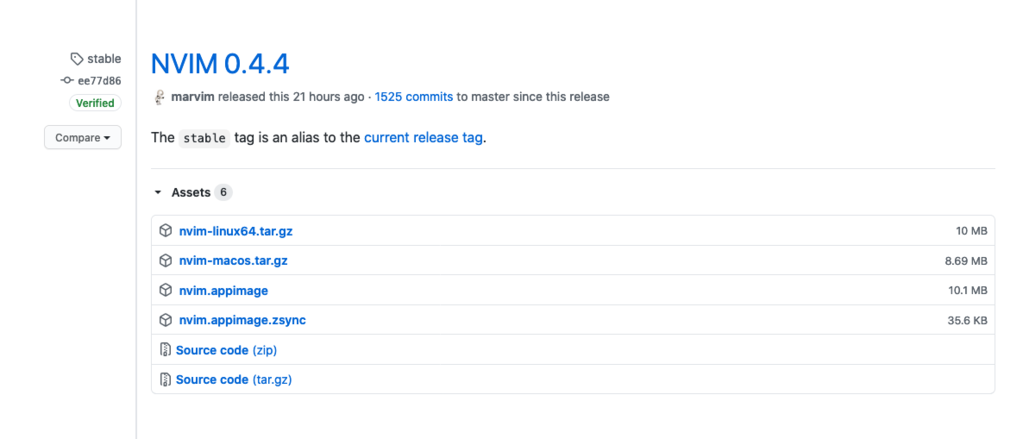 stable
ee77d86
Verified
Compare
NVIM 0.4.4
marvim released this 21 hours ago · 1525 commits to master since this release
The stable tag is an alias to the current release tag.
Assets 6
nvim-linux64.tar.gz 10 MB
nvim-macos.tar.gz 8.69 MB
nvim.appimage 10.1 MB
nvim.appimage.zsync 35.6 KB
Source code (zip)
Source code (tar.gz)